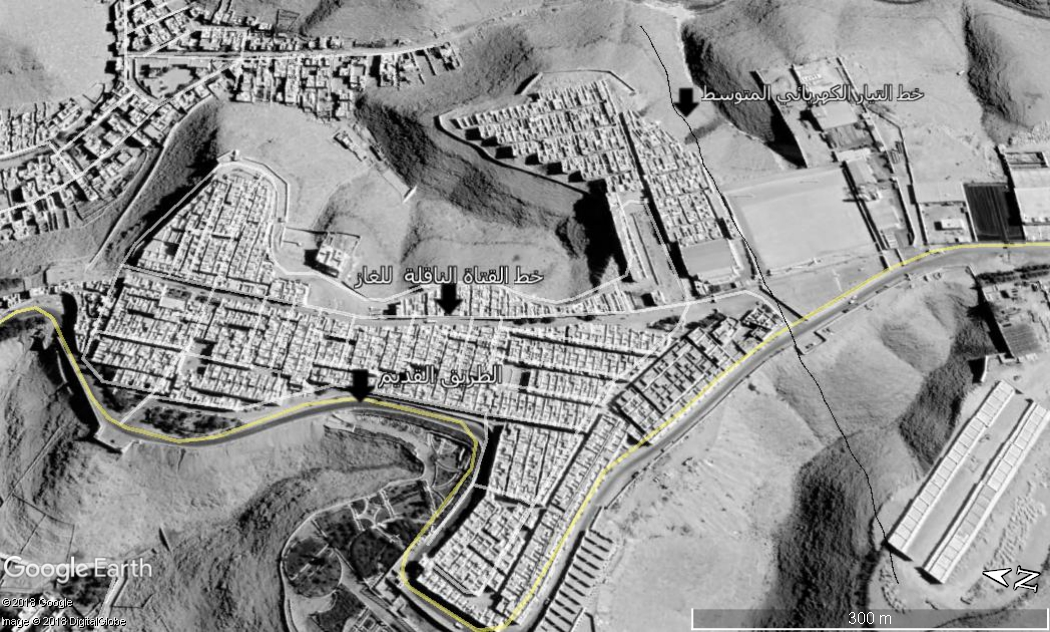 خط التيار الكهربائي المتوسط
خط القناة الناقلة للغاز
الطريق القديم
Google Earth
©2018 Google
Image © 2018 DigitalGlobe
300 m
N